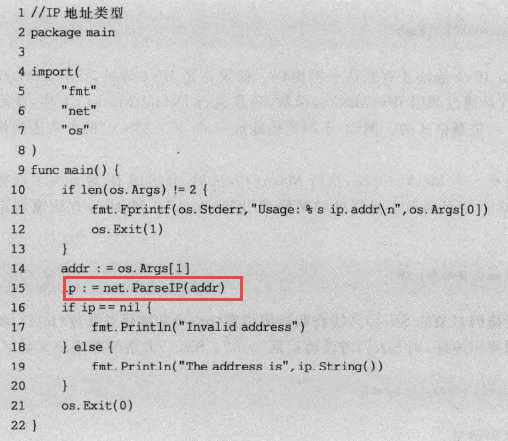 1 //IP 地址类型
2 package main
3
4 import(
5 "fmt"
6 "net"
7 "os"
8 )
9 func main() {
10 if len(os.Args) != 2 {
11 fmt.Fprintf(os.Stderr,"Usage: %s ip.addr\n",os.Args[0])
12 os.Exit(1)
13 }
14 addr := os.Args[1]
15 .p := net.ParseIP(addr)
16 if ip == nil {
17 fmt.Println("Invalid address")
18 } else {
19 fmt.Println("The address is",ip.String())
20 }
21 os.Exit(0)
22 }